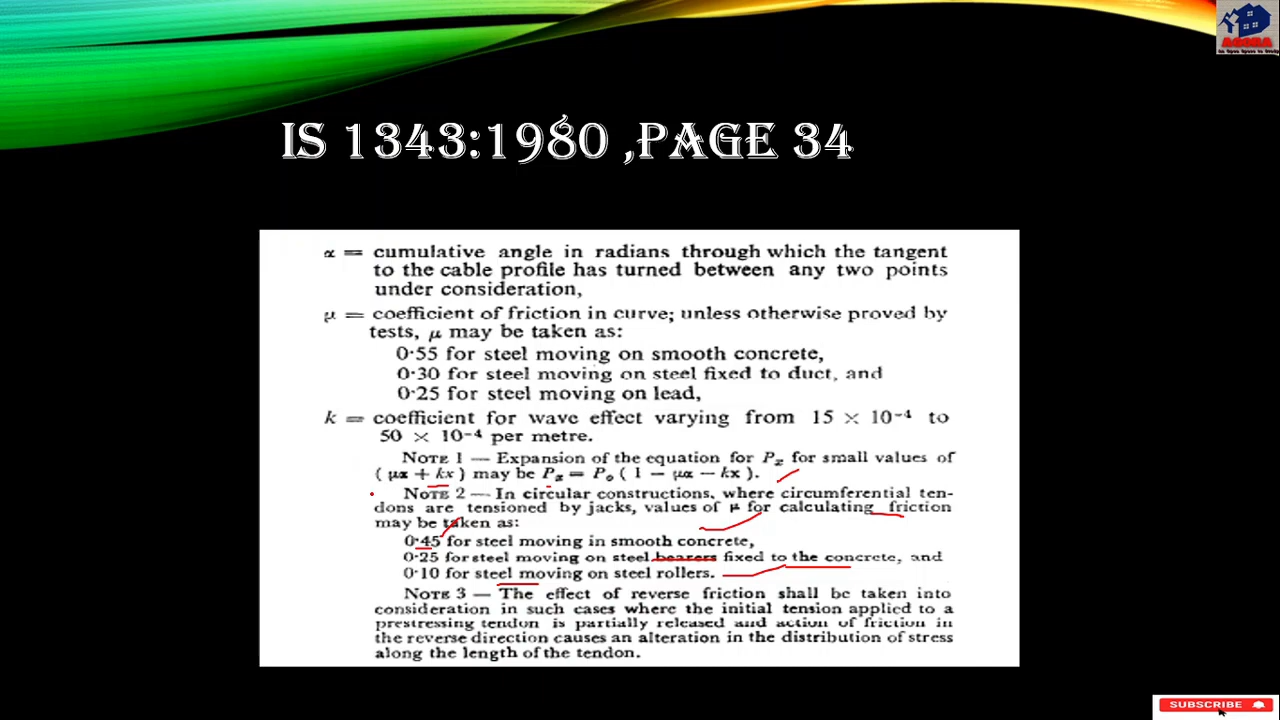 IS 1343:1980 ,PAGE 34
α = cumulative angle in radians through which the tangent
to the cable profile has turned between any two points
under consideration,
μ = coefficient of friction in curve; unless otherwise proved by
tests, μ may be taken as:
0·55 for steel moving on smooth concrete,
0·30 for steel moving on steel fixed to duct, and
0·25 for steel moving on lead,
k = coefficient for wave effect varying from 15 × 10⁻⁴ to
50 × 10⁻⁴ per metre.
NOTE 1 — Expansion of the equation for Pₓ for small values of
( μα + kx ) may be Pₓ = Pₒ ( 1 − μα − kx ).
NOTE 2 — In circular constructions, where circumferential ten-
dons are tensioned by jacks, values of μ for calculating friction
may be taken as:
0·45 for steel moving in smooth concrete,
0·25 for steel moving on steel bearers fixed to the concrete, and
0·10 for steel moving on steel rollers.
NOTE 3 — The effect of reverse friction shall be taken into
consideration in such cases where the initial tension applied to a
prestressing tendon is partially released and action of friction in
the reverse direction causes an alteration in the distribution of stress
along the length of the tendon.
SUBSCRIBE